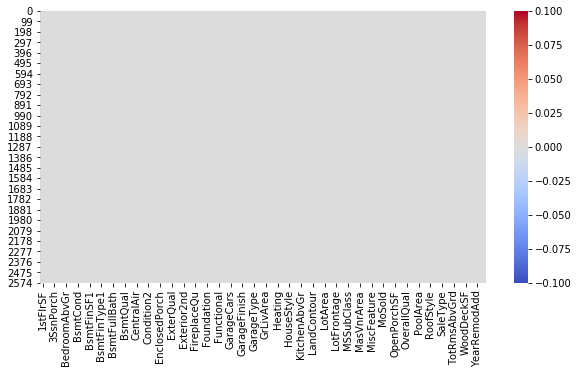 0
99
198
297
396
495
594
693
792
891
990
1089
1188
1287
1386
1485
1584
1683
1782
1881
1980
2079
2178
2277
2376
2475
2574
1stFlrSF
3SsnPorch
BedroomAbvGr
BsmtCond
BsmtFinSF1
BsmtFinType1
BsmtFullBath
BsmtQual
CentralAir
Condition2
EnclosedPorch
ExterQual
Exterior2nd
FireplaceQu
Foundation
Functional
GarageCars
GarageFinish
GarageType
GrLivArea
Heating
HouseStyle
KitchenAbvGr
LandContour
LotArea
LotFrontage
MSSubClass
MasVnrArea
MiscFeature
MoSold
OpenPorchSF
OverallQual
PoolArea
RoofStyle
SaleType
TotRmsAbvGrd
WoodDeckSF
YearRemodAdd
0.100
0.075
0.050
0.025
0.000
−0.025
−0.050
−0.075
−0.100